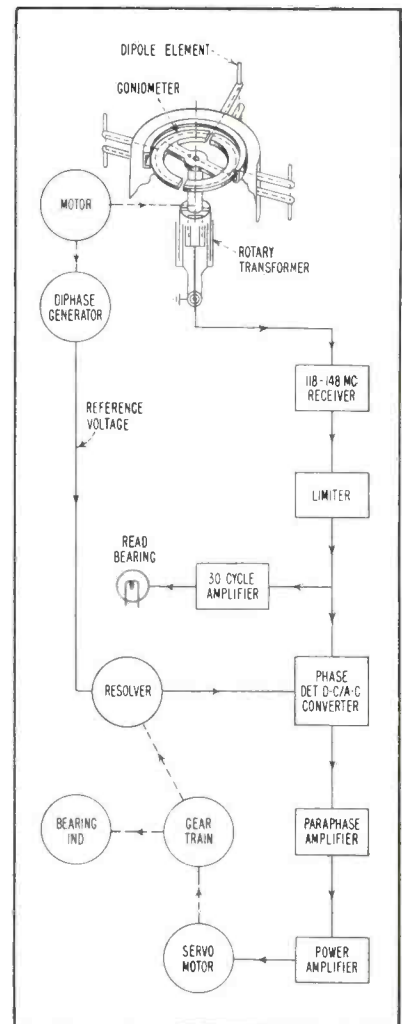 DIPOLE ELEMENT
GONIOMETER
MOTOR
ROTARY
TRANSFORMER
DIPHASE
GENERATOR
118-148 MC
RECEIVER
REFERENCE
VOLTAGE
LIMITER
READ
BEARING
30 CYCLE
AMPLIFIER
RESOLVER
PHASE
DET D-C/A-C
CONVERTER
BEARING
IND
GEAR
TRAIN
PARAPHASE
AMPLIFIER
SERVO
MOTOR
POWER
AMPLIFIER